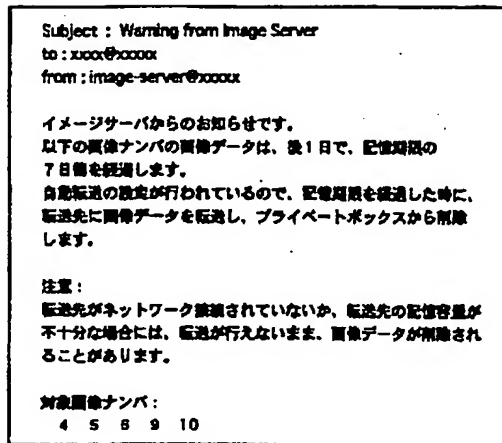 Subject : Warning from Image Server
to : xxxx@xxxxx
from : image-server@xxxxx
イメージサーバからのお知らせです。
以下の画像ナンバの画像データは、後1日で、記憶期限の
7日間を経過します。
自動転送の設定が行われているので、記憶期限を経過した時に、
転送先に画像データを転送し、プライベートボックスから削除
します。
注意：
転送先がネットワーク接続されていないか、転送先の記憶容量が
不十分な場合には、転送が行えないまま、画像データが削除され
ることがあります。
対象画像ナンバ：
4 5 6 9 10